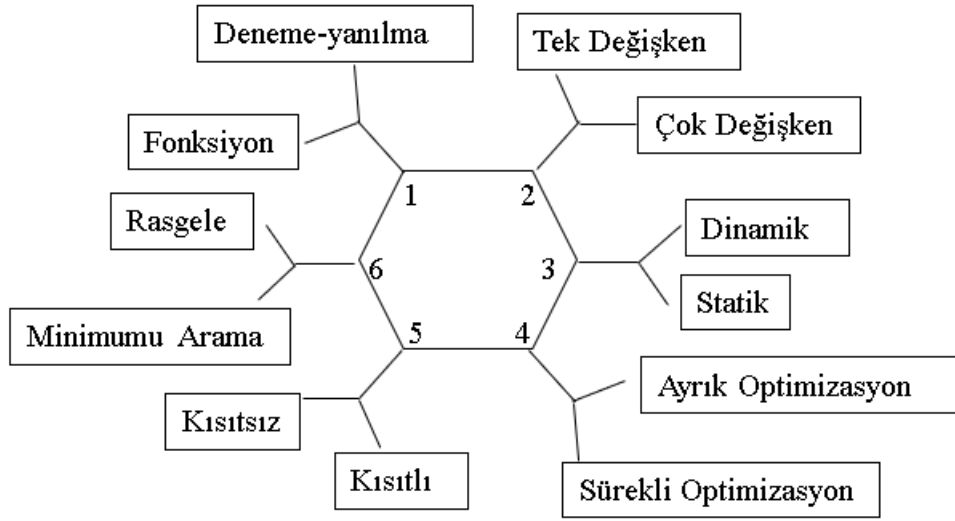 Deneme-yanılma
Tek Değişken
Fonksiyon
Çok Değişken
1
2
Rasgele
Dinamik
6
3
Statik
Minimumu Arama
5
4
Ayrık Optimizasyon
Kısıtsız
Kısıtlı
Sürekli Optimizasyon